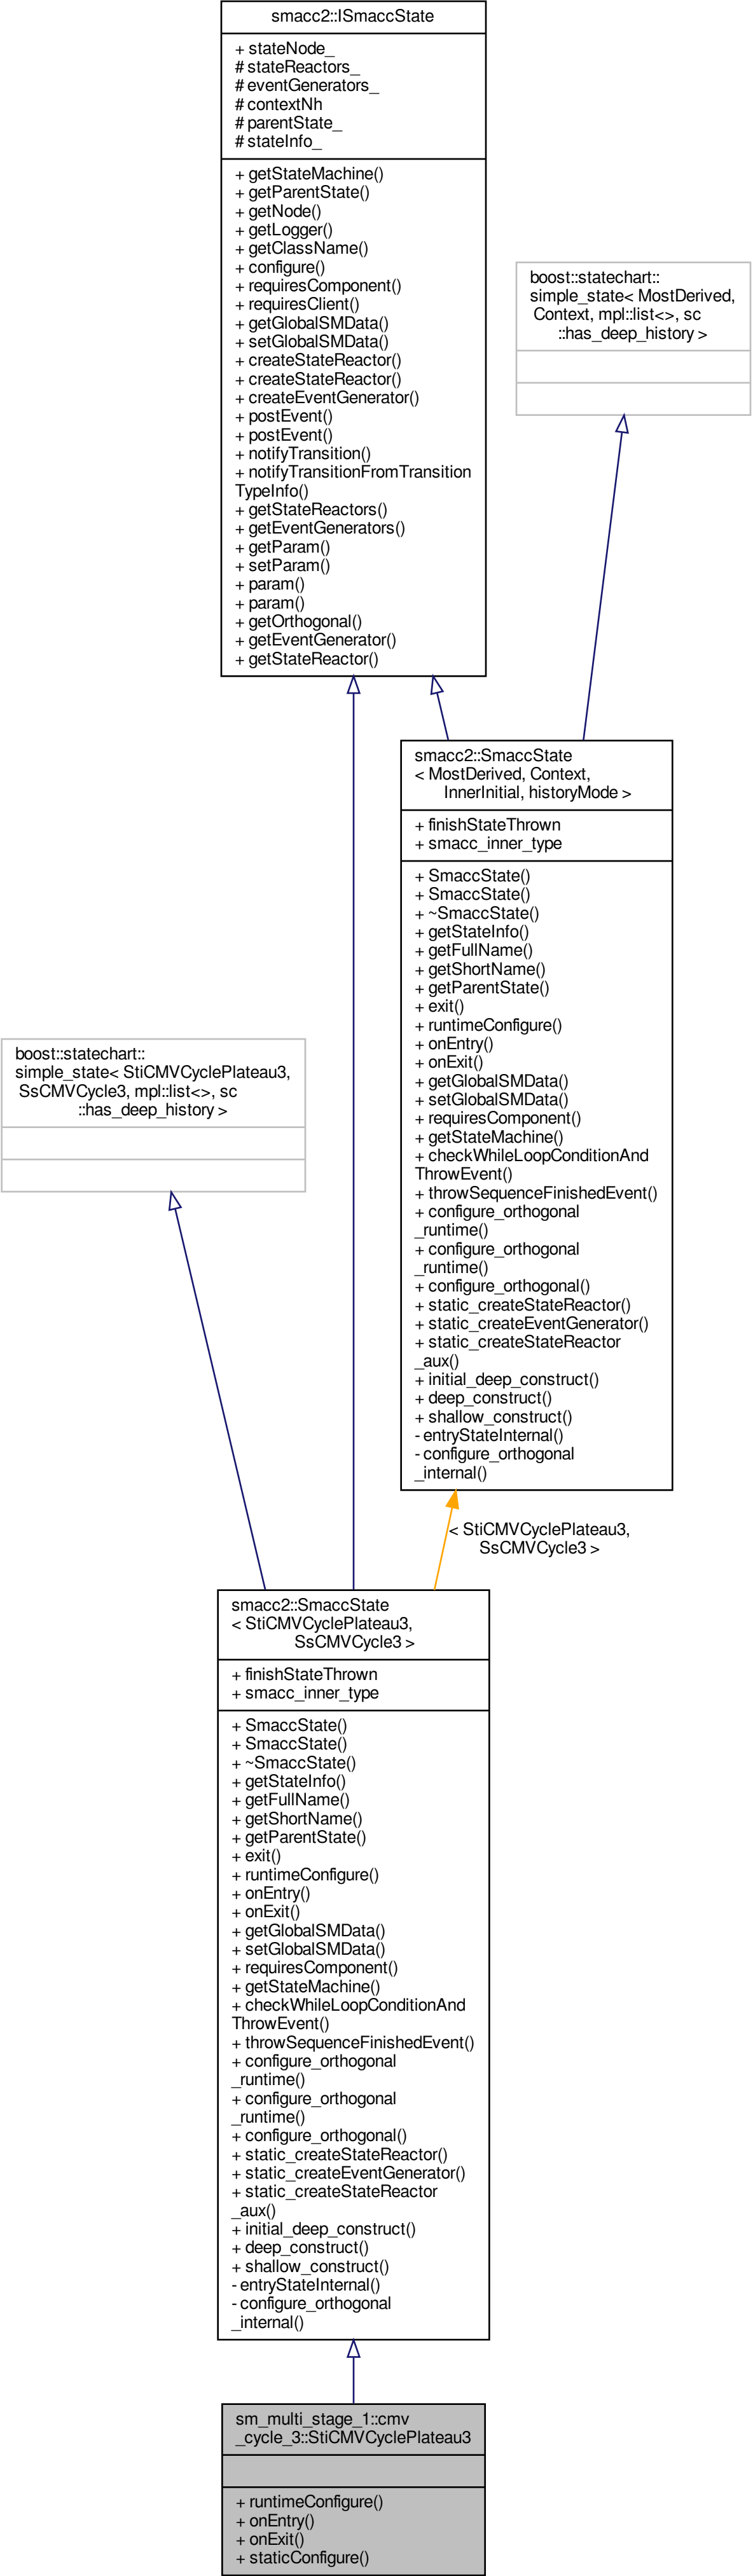 smacc2::ISmaccState
+ stateNode_
# stateReactors_
# eventGenerators_
# contextNh
# parentState_
# stateInfo_
+ getStateMachine()
+ getParentState()
+ getNode()
+ getLogger()
+ getClassName()
+ configure()
+ requiresComponent()
+ requiresClient()
+ getGlobalSMData()
+ setGlobalSMData()
+ createStateReactor()
+ createStateReactor()
+ createEventGenerator()
+ postEvent()
+ postEvent()
+ notifyTransition()
+ notifyTransitionFromTransition
TypeInfo()
+ getStateReactors()
+ getEventGenerators()
+ getParam()
+ setParam()
+ param()
+ param()
+ getOrthogonal()
+ getEventGenerator()
+ getStateReactor()
boost::statechart::
simple_state< MostDerived,
Context, mpl::list<>, sc
::has_deep_history >
smacc2::SmaccState
< MostDerived, Context,
InnerInitial, historyMode >
+ finishStateThrown
+ smacc_inner_type
+ SmaccState()
+ SmaccState()
+ ~SmaccState()
+ getStateInfo()
+ getFullName()
+ getShortName()
+ getParentState()
+ exit()
+ runtimeConfigure()
+ onEntry()
+ onExit()
+ getGlobalSMData()
+ setGlobalSMData()
+ requiresComponent()
+ getStateMachine()
+ checkWhileLoopConditionAnd
ThrowEvent()
+ throwSequenceFinishedEvent()
+ configure_orthogonal
_runtime()
+ configure_orthogonal
_runtime()
+ configure_orthogonal()
+ static_createStateReactor()
+ static_createEventGenerator()
+ static_createStateReactor
_aux()
+ initial_deep_construct()
+ deep_construct()
+ shallow_construct()
- entryStateInternal()
- configure_orthogonal
_internal()
boost::statechart::
simple_state< StiCMVCyclePlateau3,
SsCMVCycle3, mpl::list<>, sc
::has_deep_history >
< StiCMVCyclePlateau3,
SsCMVCycle3 >
smacc2::SmaccState
< StiCMVCyclePlateau3,
SsCMVCycle3 >
+ finishStateThrown
+ smacc_inner_type
+ SmaccState()
+ SmaccState()
+ ~SmaccState()
+ getStateInfo()
+ getFullName()
+ getShortName()
+ getParentState()
+ exit()
+ runtimeConfigure()
+ onEntry()
+ onExit()
+ getGlobalSMData()
+ setGlobalSMData()
+ requiresComponent()
+ getStateMachine()
+ checkWhileLoopConditionAnd
ThrowEvent()
+ throwSequenceFinishedEvent()
+ configure_orthogonal
_runtime()
+ configure_orthogonal
_runtime()
+ configure_orthogonal()
+ static_createStateReactor()
+ static_createEventGenerator()
+ static_createStateReactor
_aux()
+ initial_deep_construct()
+ deep_construct()
+ shallow_construct()
- entryStateInternal()
- configure_orthogonal
_internal()
sm_multi_stage_1::cmv
_cycle_3::StiCMVCyclePlateau3
+ runtimeConfigure()
+ onEntry()
+ onExit()
+ staticConfigure()